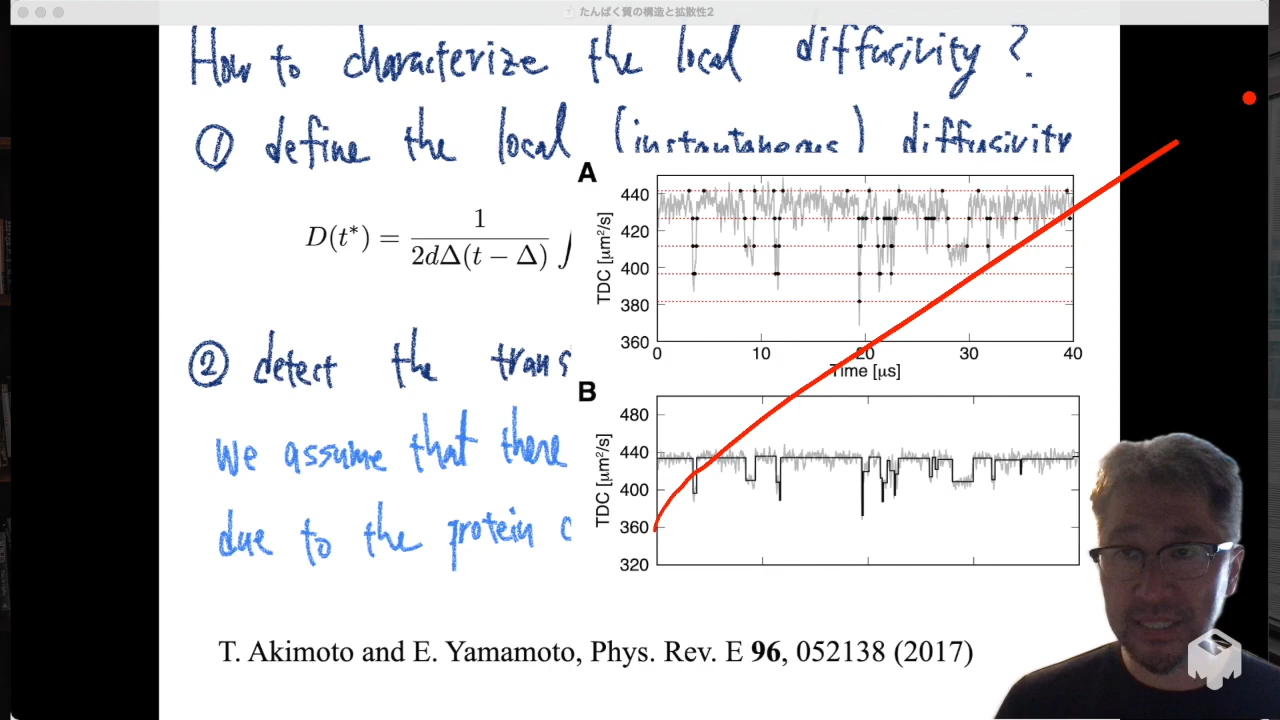 たんぱく質の構造と拡散性2
How to characterize the local diffusivity?
① define the local (instantaneous) diffusivity
D(t*) = 1 / 2dΔ(t − Δ) ∫
② detect the trans
we assume that there
due to the protein c
A
TDC [μm²/s]
440
420
400
380
360
0 10 20 30 40
Time [μs]
B
TDC [μm²/s]
480
440
400
360
320
T. Akimoto and E. Yamamoto, Phys. Rev. E 96, 052138 (2017)